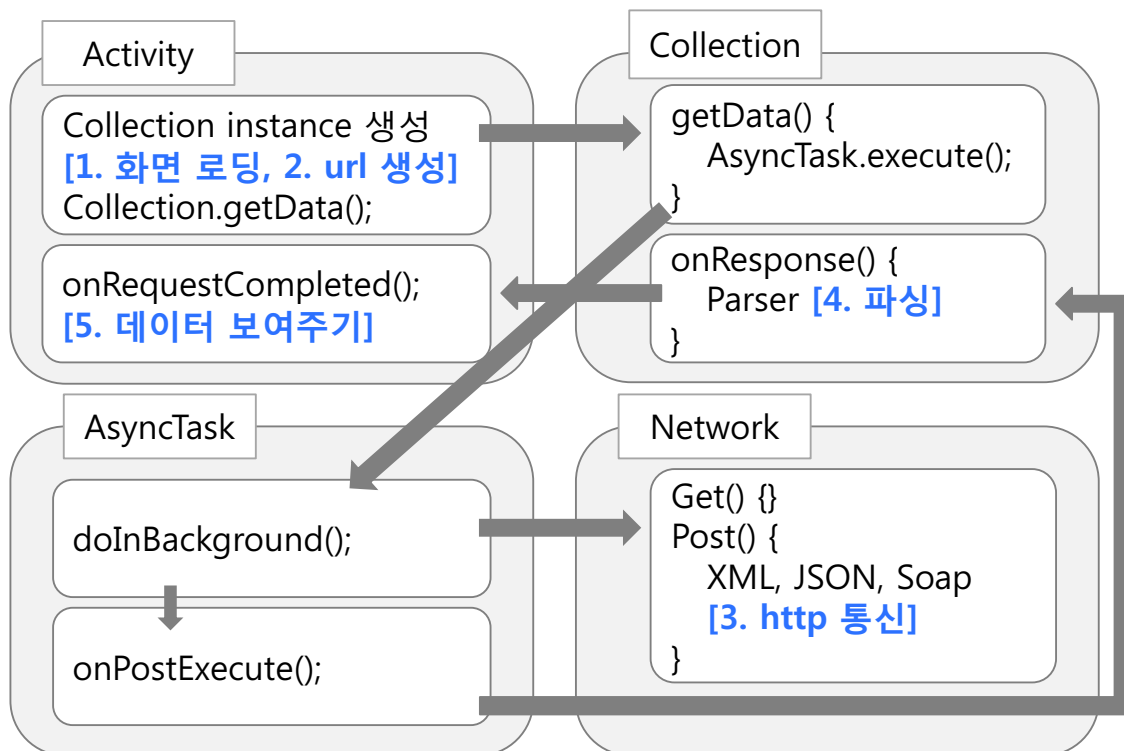 Activity
Collection instance 생성
[1. 화면 로딩, 2. url 생성]
Collection.getData();
onRequestCompleted();
[5. 데이터 보여주기]
Collection
getData() {
AsyncTask.execute();
}
onResponse() {
Parser [4. 파싱]
}
AsyncTask
doInBackground();
onPostExecute();
Network
Get() {}
Post() {
XML, JSON, Soap
[3. http 통신]
}